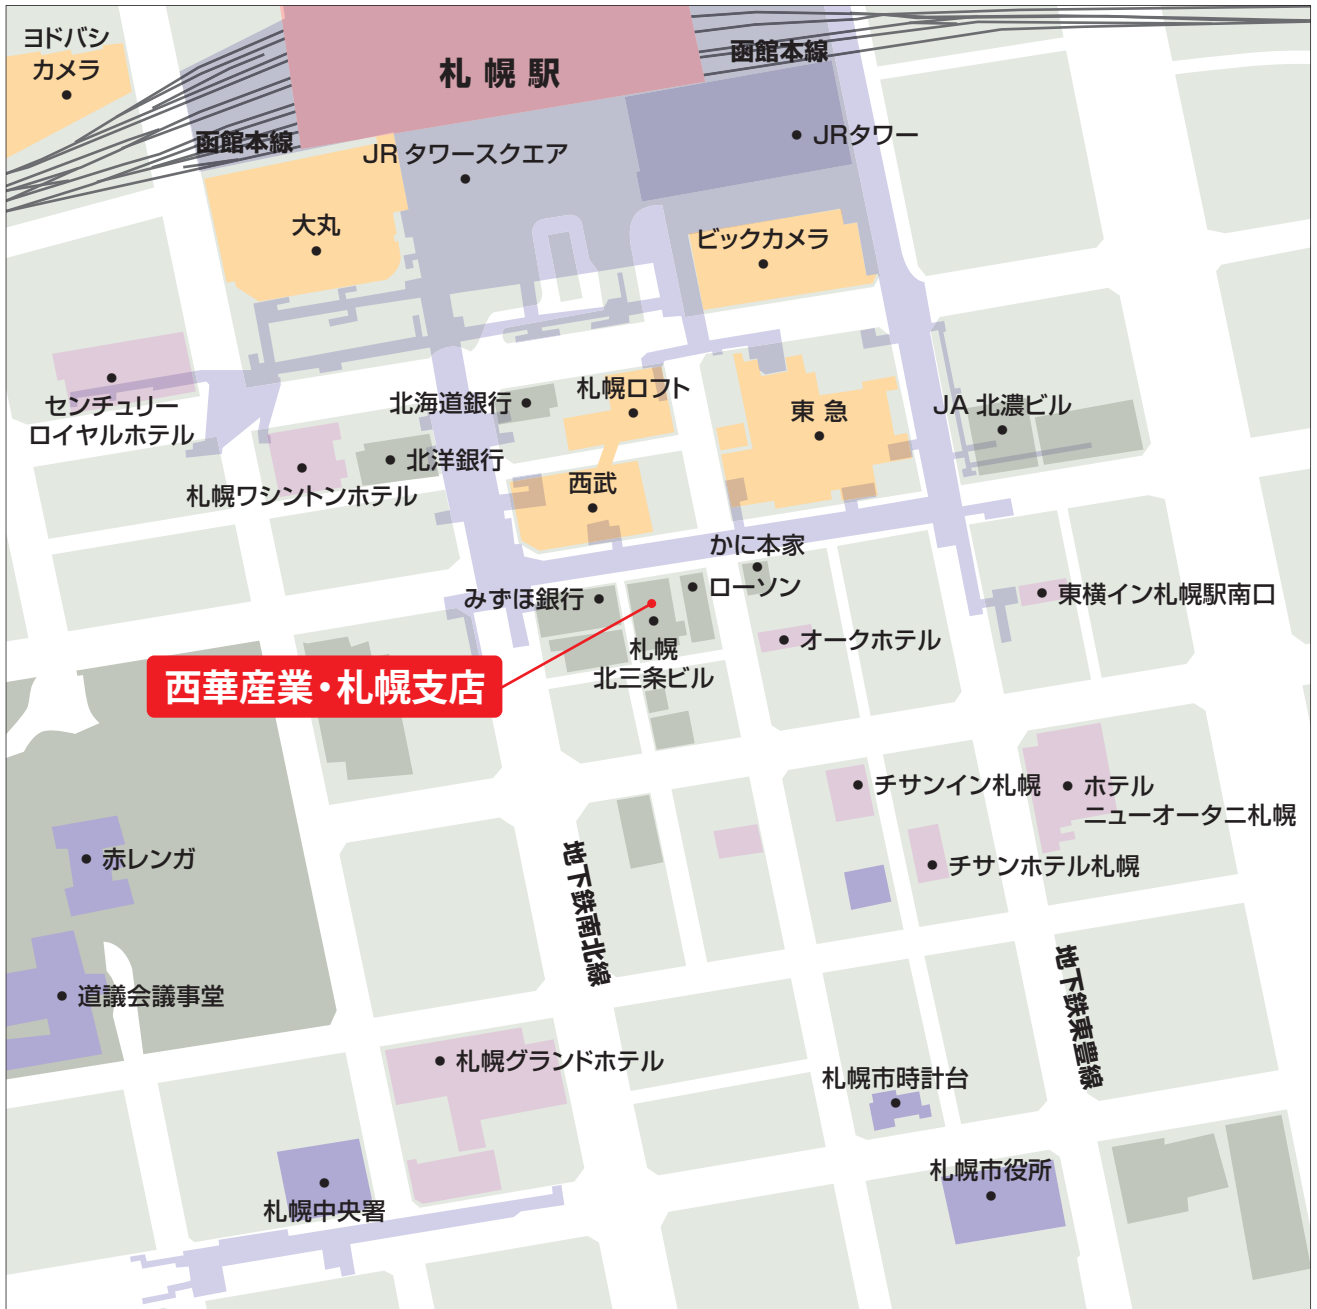 ヨドバシ
カメラ
札幌駅
函館本線
函館本線
JRタワースクエア
JRタワー
大丸
ビックカメラ
センチュリー
ロイヤルホテル
北海道銀行
札幌ロフト
東急
JA 北濃ビル
北洋銀行
札幌ワシントンホテル
西武
かに本家
みずほ銀行
ローソン
東横イン札幌駅南口
札幌
北三条ビル
オークホテル
西華産業・札幌支店
チサンイン札幌
ホテル
ニューオータニ札幌
赤レンガ
チサンホテル札幌
地下鉄南北線
地下鉄東豊線
道議会議事堂
札幌グランドホテル
札幌市時計台
札幌市役所
札幌中央署